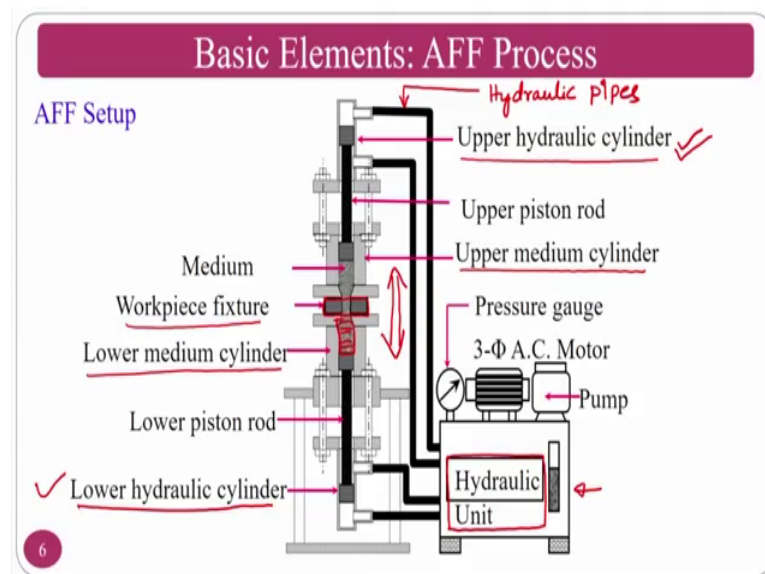 Basic Elements: AFF Process
AFF Setup
Hydraulic pipes
Upper hydraulic cylinder
Upper piston rod
Upper medium cylinder
Medium
Workpiece fixture
Lower medium cylinder
Pressure gauge
3-Φ A.C. Motor
Pump
Lower piston rod
Lower hydraulic cylinder
Hydraulic
Unit
6